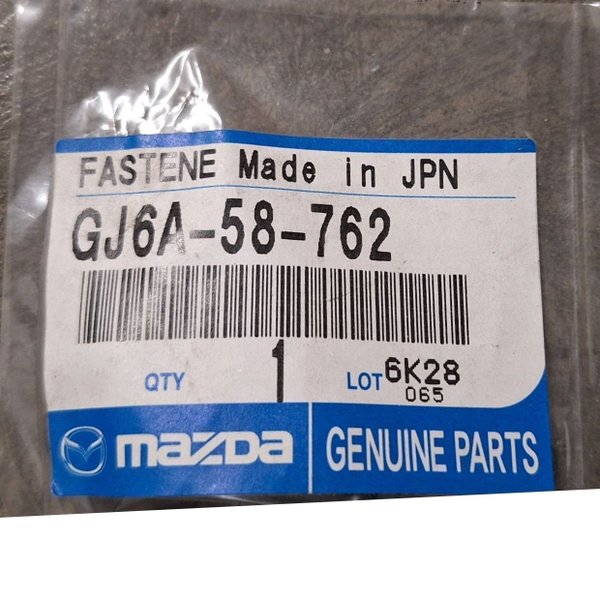 FASTENE Made in JPN
GJ6A-58-762
QTY 1 LOT 6K28
065
mazda GENUINE PARTS